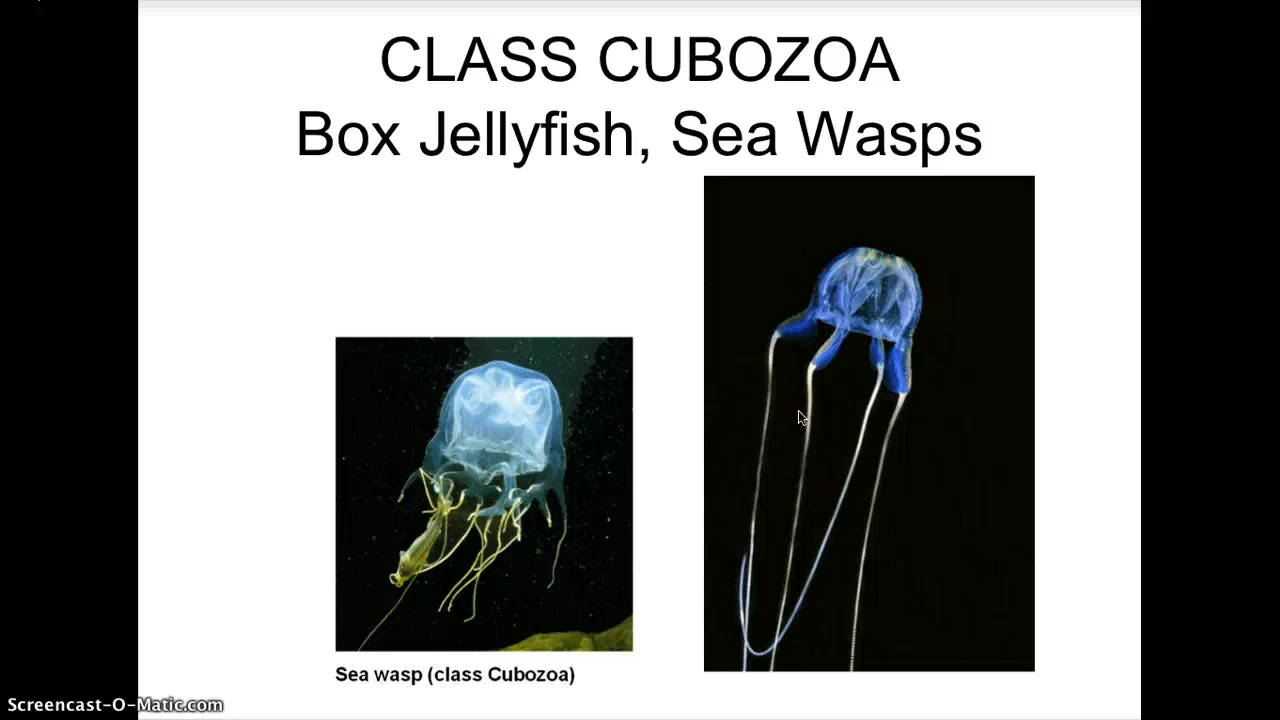 CLASS CUBOZOA
Box Jellyfish, Sea Wasps
Sea wasp (class Cubozoa)
Screencast-O-Matic.com